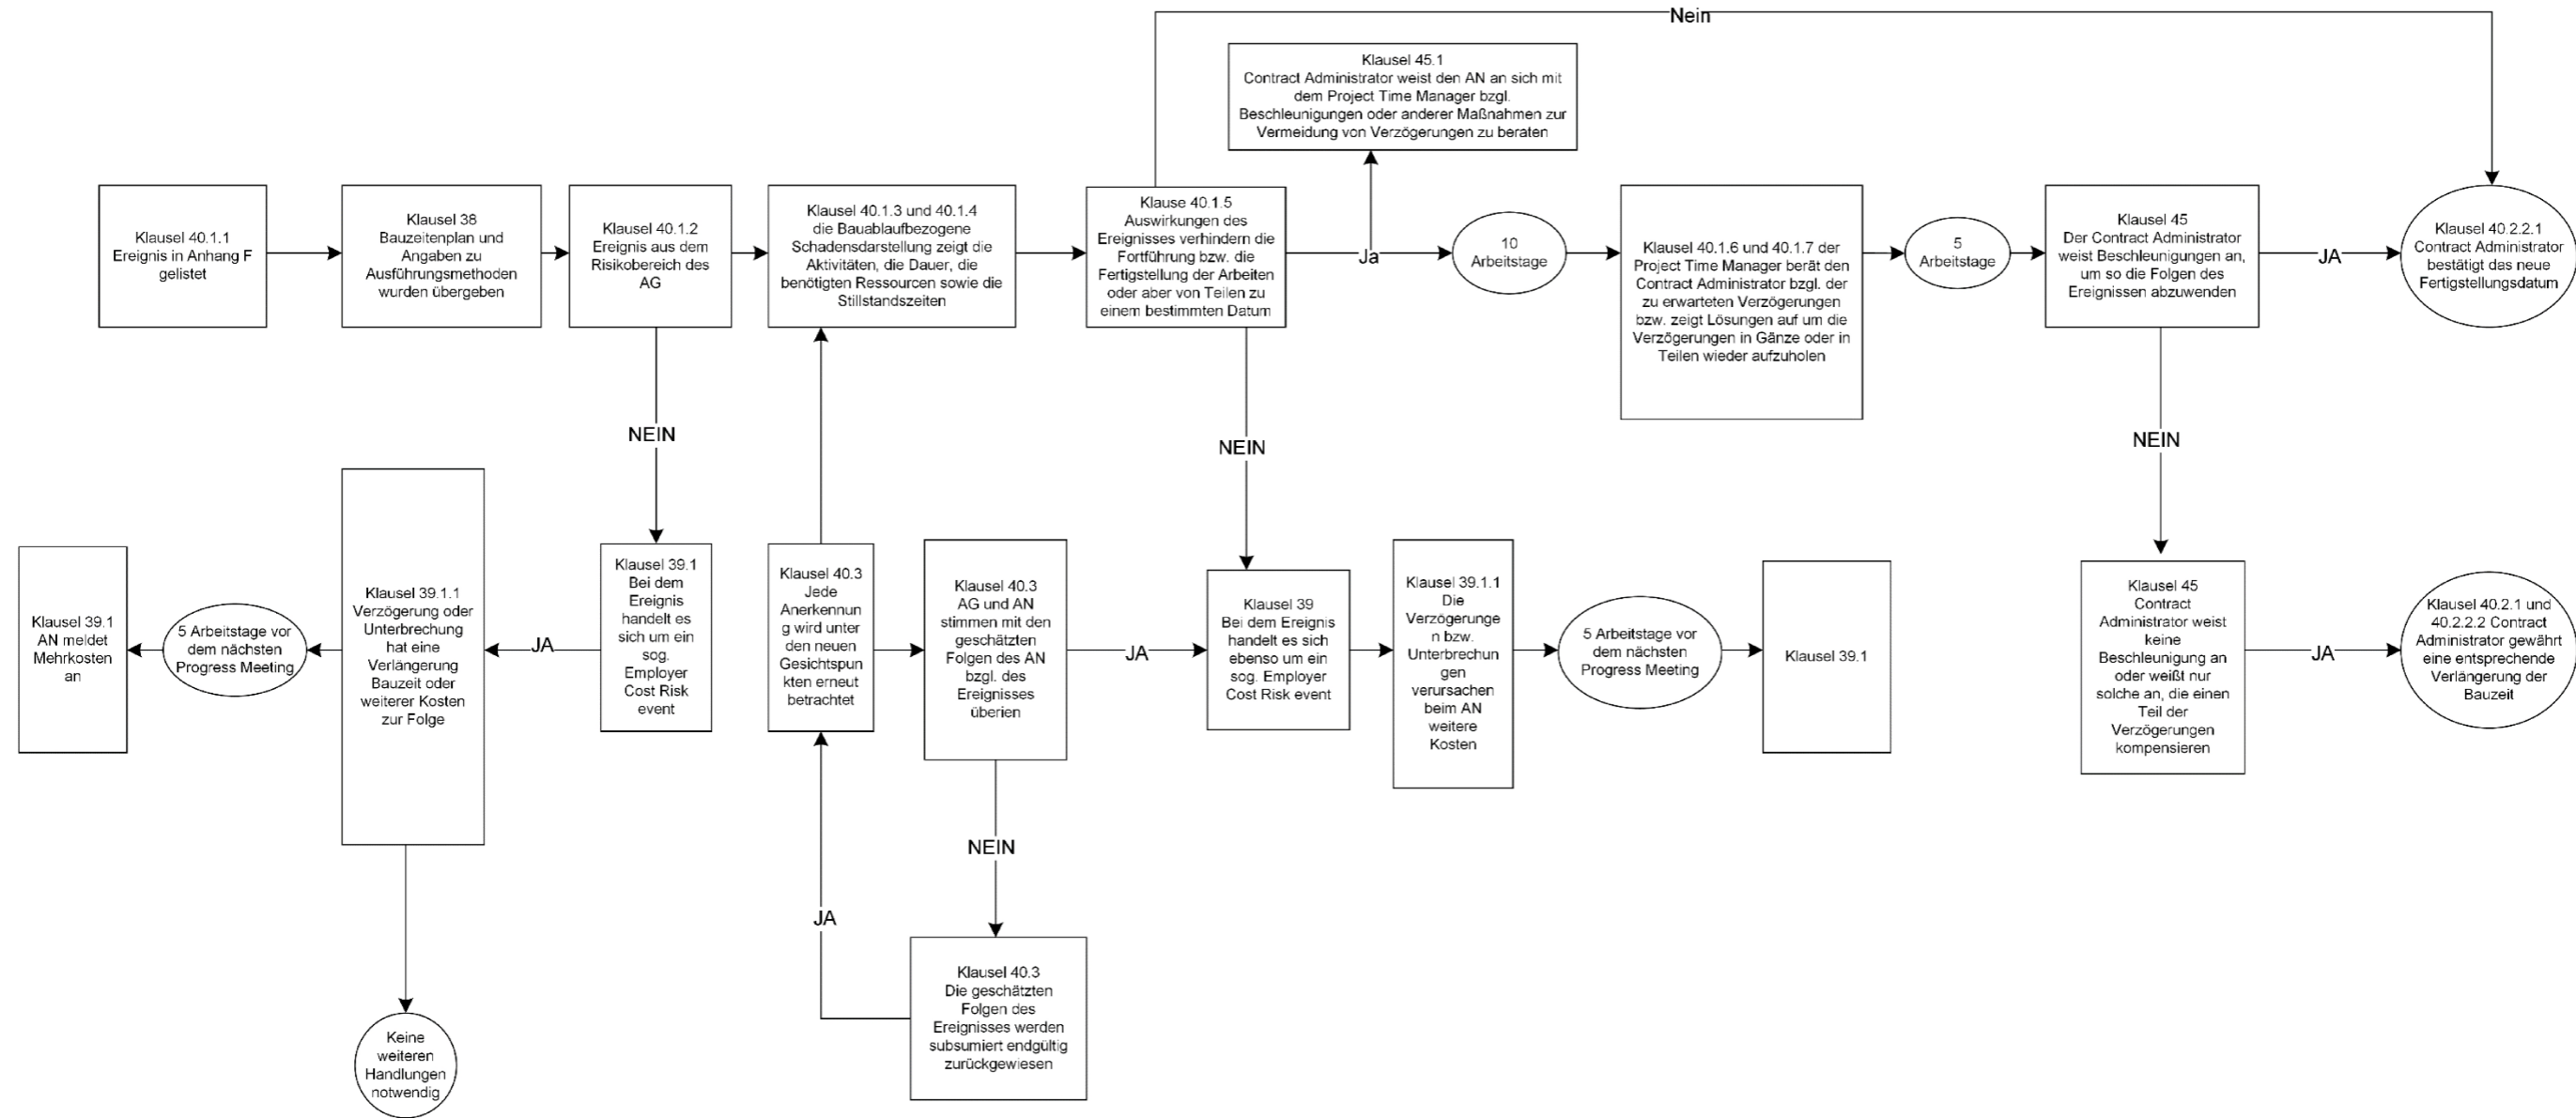 Nein
Klausel 45.1
Contract Administrator weist den AN an sich mit
dem Project Time Manager bzgl.
Beschleunigungen oder anderer Maßnahmen zur
Vermeidung von Verzögerungen zu beraten
Klausel 40.1.1
Ereignis in Anhang F
gelistet
Klausel 38
Bauzeitenplan und
Angaben zu
Ausführungsmethoden
wurden übergeben
Klausel 40.1.2
Ereignis aus dem
Risikobereich des
AG
Klausel 40.1.3 und 40.1.4
die Bauablaufbezogene
Schadensdarstellung zeigt die
Aktivitäten, die Dauer, die
benötigten Ressourcen sowie die
Stillstandszeiten
Klause 40.1.5
Auswirkungen des
Ereignisses verhindern die
Fortführung bzw. die
Fertigstellung der Arbeiten
oder aber von Teilen zu
einem bestimmten Datum
Ja
10
Arbeitstage
Klausel 40.1.6 und 40.1.7 der
Project Time Manager berät den
Contract Administrator bzgl. der
zu erwarteten Verzögerungen
bzw. zeigt Lösungen auf um die
Verzögerungen in Gänze oder in
Teilen wieder aufzuholen
5
Arbeitstage
Klausel 45
Der Contract Administrator
weist Beschleunigungen an,
um so die Folgen des
Ereignissen abzuwenden
JA
Klausel 40.2.2.1
Contract Administrator
bestätigt das neue
Fertigstellungsdatum
NEIN
NEIN
NEIN
Klausel 39.1
AN meldet
Mehrkosten
an
5 Arbeitstage vor
dem nächsten
Progress Meeting
Klausel 39.1.1
Verzögerung oder
Unterbrechung
hat eine
Verlängerung
Bauzeit oder
weiterer Kosten
zur Folge
JA
Klausel 39.1
Bei dem
Ereignis
handelt es
sich um ein
sog.
Employer
Cost Risk
event
Klausel 40.3
Jede
Anerkennun
g wird unter
den neuen
Gesichtspun
kten erneut
betrachtet
Klausel 40.3
AG und AN
stimmen mit den
geschätzten
Folgen des AN
bzgl. des
Ereignisses
überien
JA
Klausel 39
Bei dem Ereignis
handelt es sich
ebenso um ein
sog. Employer
Cost Risk event
Klausel 39.1.1
Die
Verzögerunge
n bzw.
Unterbrechun
gen
verursachen
beim AN
weitere
Kosten
5 Arbeitstage vor
dem nächsten
Progress Meeting
Klausel 39.1
Klausel 45
Contract
Administrator weist
keine
Beschleunigung an
oder weißt nur
solche an, die einen
Teil der
Verzögerungen
kompensieren
JA
Klausel 40.2.1 und
40.2.2.2 Contract
Administrator gewährt
eine entsprechende
Verlängerung der
Bauzeit
NEIN
JA
Klausel 40.3
Die geschätzten
Folgen des
Ereignisses werden
subsumiert endgültig
zurückgewiesen
Keine
weiteren
Handlungen
notwendig